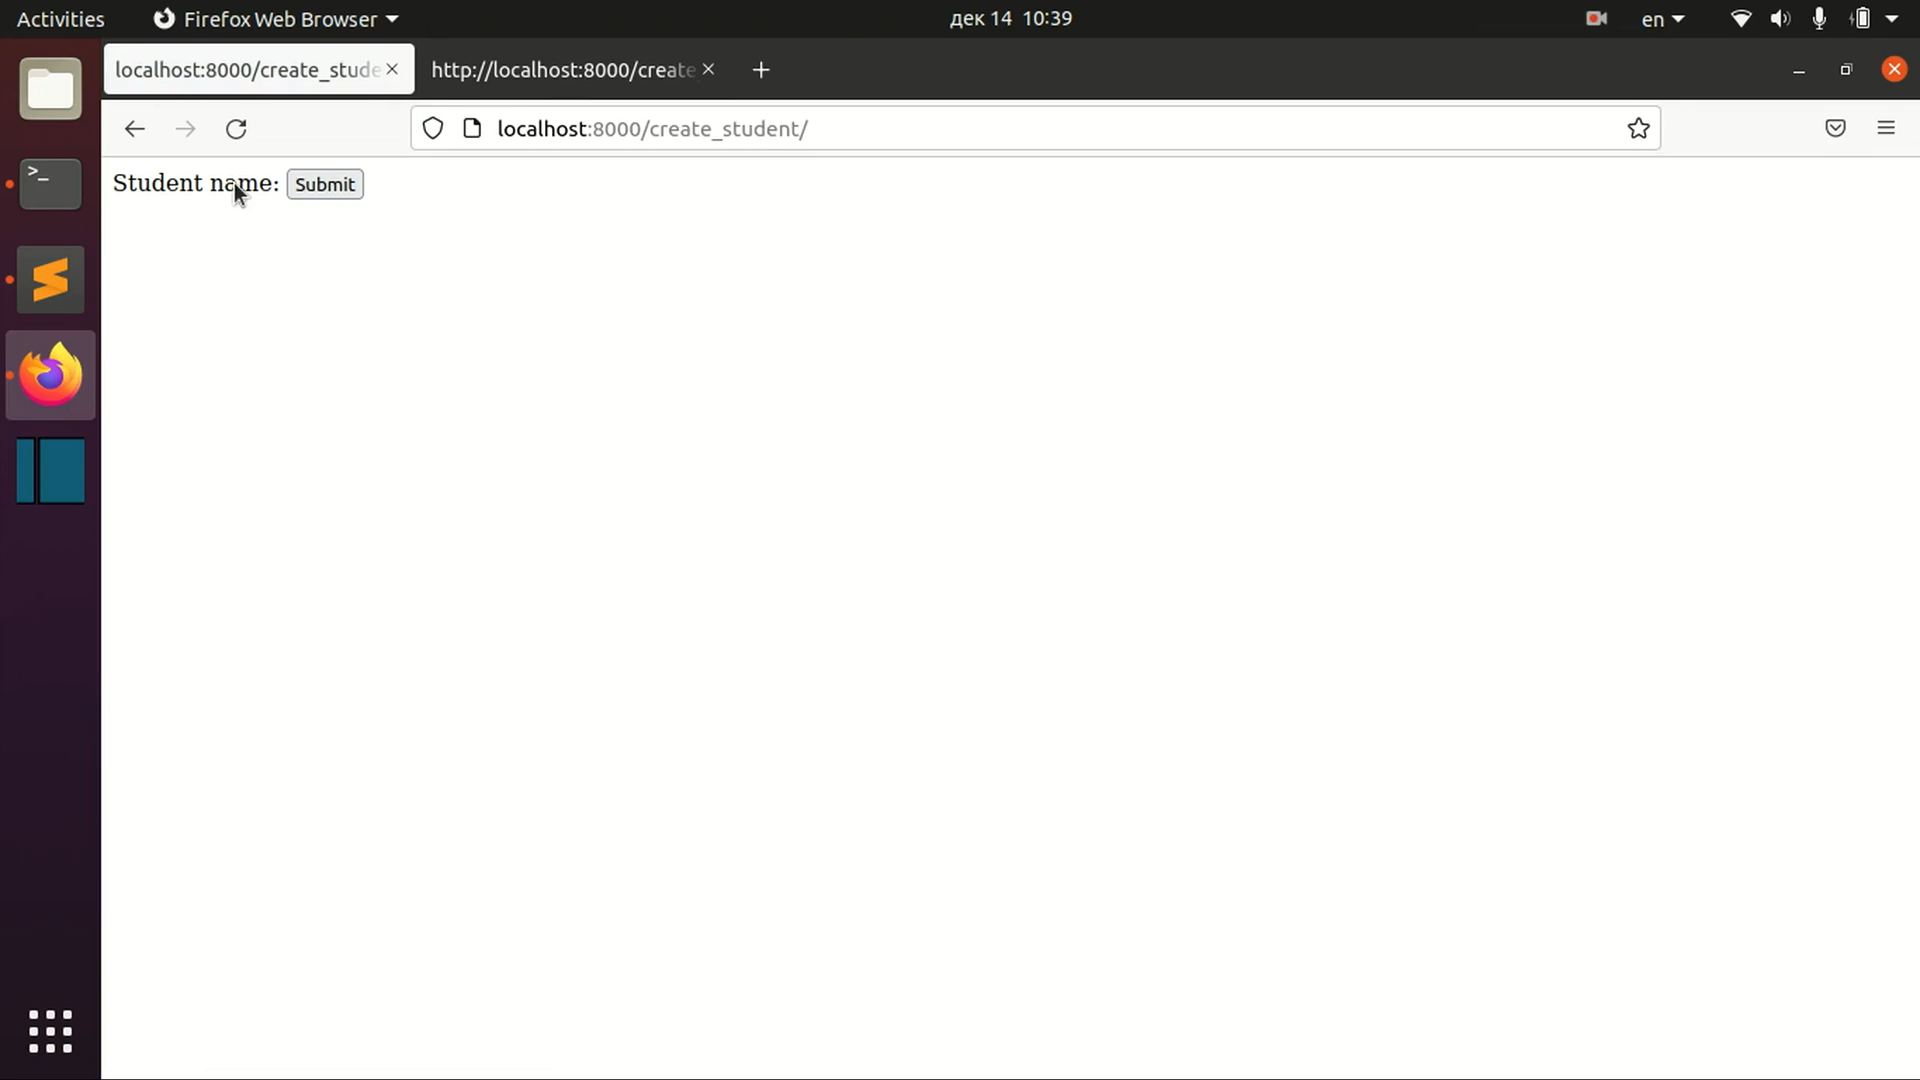 Activities
Firefox Web Browser
дек 14 10:39
en
localhost:8000/create_stude
http://localhost:8000/create
localhost:8000/create_student/
Student name: Submit